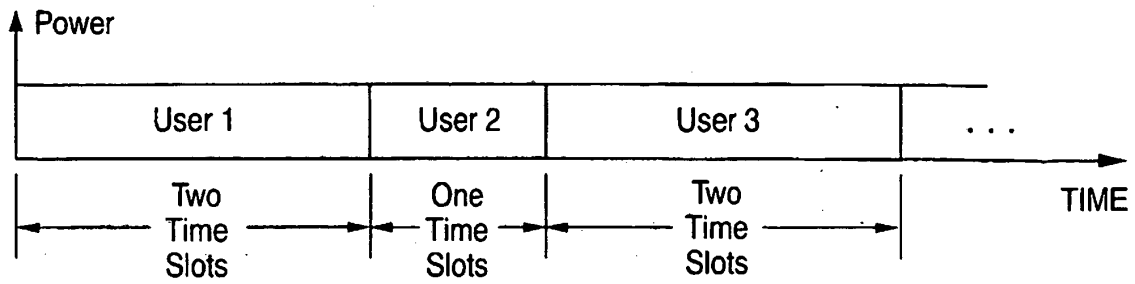 Power
User 1
User 2
User 3
. . .
TIME
Two
Time
Slots
One
Time
Slots
Two
Time
Slots